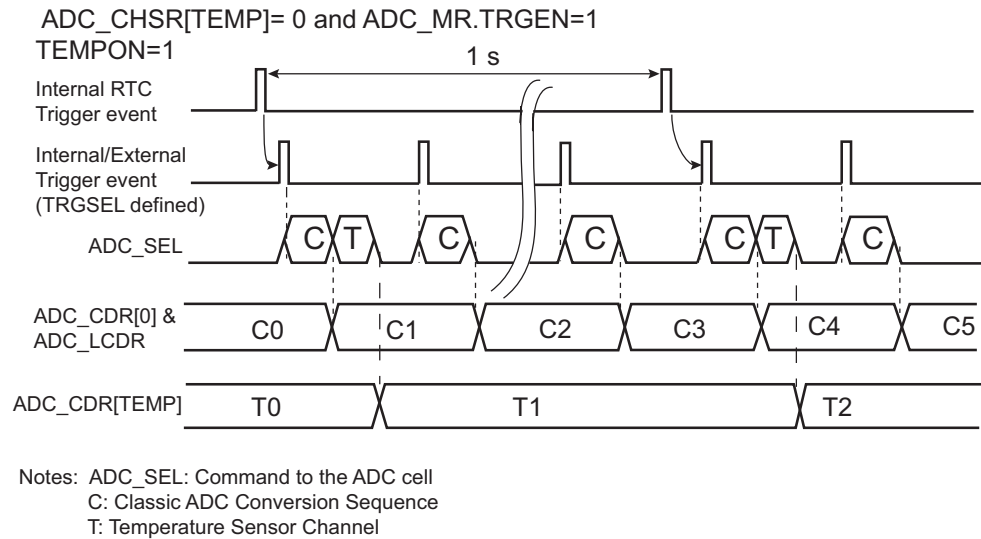 ADC_CHSR[TEMP]= 0 and ADC_MR.TRGEN=1
TEMPON=1
1 s
Internal RTC
Trigger event
Internal/External
Trigger event
(TRGSEL defined)
ADC_SEL
C T C C C T C
ADC_CDR[0] &
ADC_LCDR
C0 C1 C2 C3 C4 C5
ADC_CDR[TEMP]
T0 T1 T2
Notes: ADC_SEL: Command to the ADC cell
C: Classic ADC Conversion Sequence
T: Temperature Sensor Channel